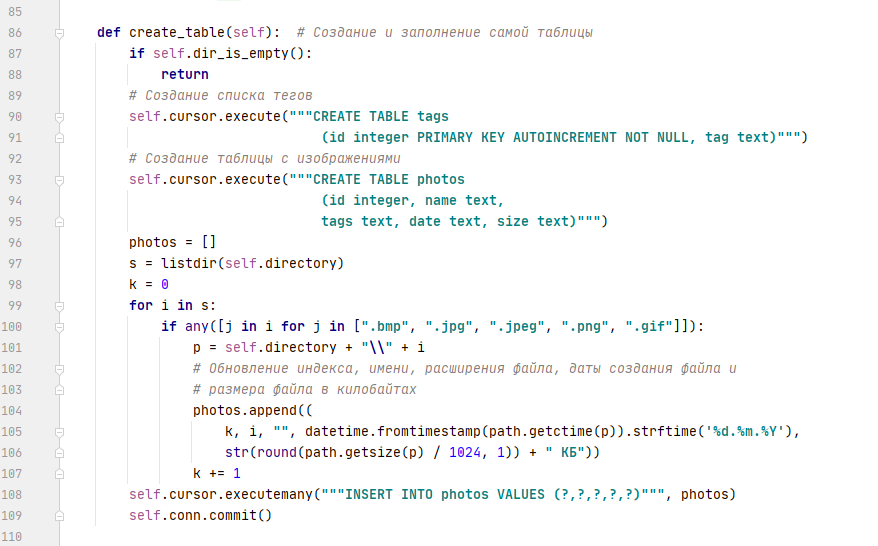 85
86 def create_table(self):  # Создание и заполнение самой таблицы
87     if self.dir_is_empty():
88         return
89     # Создание списка тегов
90     self.cursor.execute("""CREATE TABLE tags
91                             (id integer PRIMARY KEY AUTOINCREMENT NOT NULL, tag text)""")
92     # Создание таблицы с изображениями
93     self.cursor.execute("""CREATE TABLE photos
94                             (id integer, name text,
95                             tags text, date text, size text)""")
96     photos = []
97     s = listdir(self.directory)
98     k = 0
99     for i in s:
100         if any([j in i for j in [".bmp", ".jpg", ".jpeg", ".png", ".gif"]]):
101             p = self.directory + "\\" + i
102             # Обновление индекса, имени, расширения файла, даты создания файла и
103             # размера файла в килобайтах
104             photos.append((
105                 k, i, "", datetime.fromtimestamp(path.getctime(p)).strftime('%d.%m.%Y'),
106                 str(round(path.getsize(p) / 1024, 1)) + " КБ"))
107             k += 1
108     self.cursor.executemany("""INSERT INTO photos VALUES (?,?,?,?,?)""", photos)
109     self.conn.commit()
110